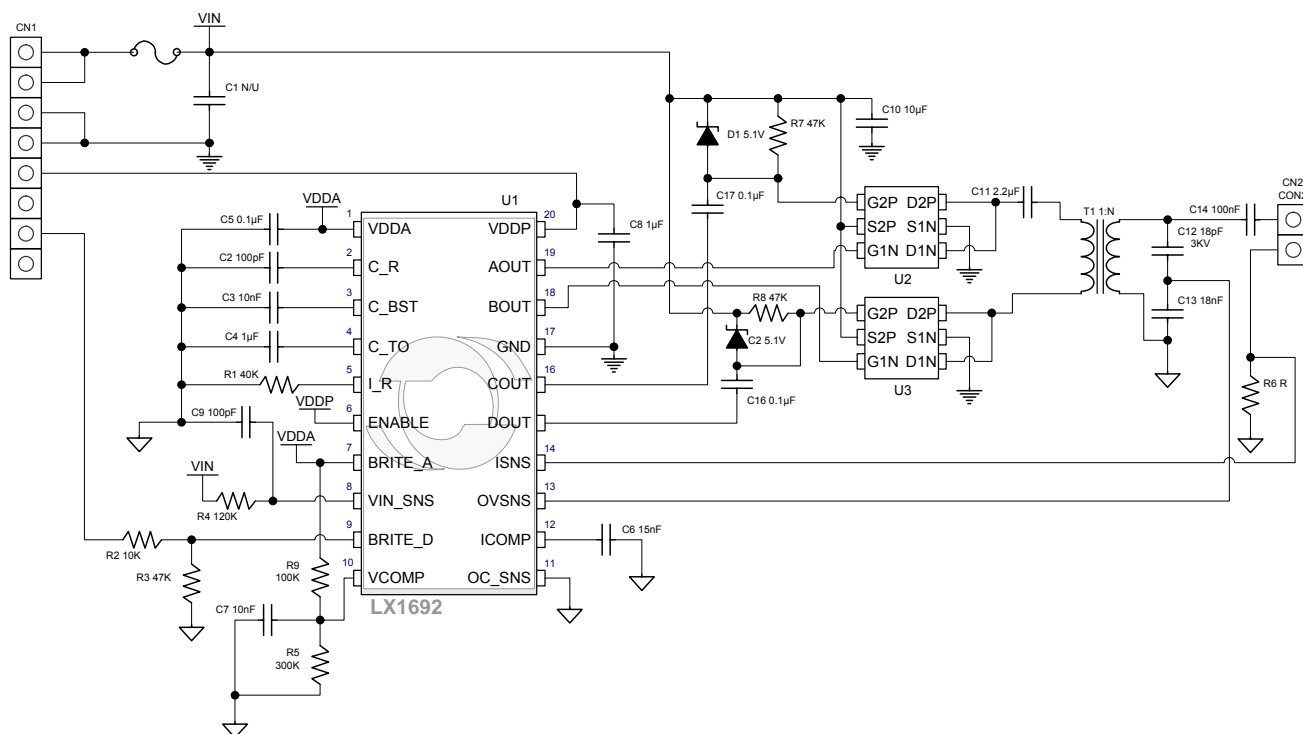 CN1
VIN
C1 N/U
D1 5.1V
R7 47K
C10 10µF
C17 0.1µF
CN2
CON2
U1
VDDA
C5 0.1µF
1
VDDA
20
VDDP
C8 1µF
C2 100pF
2
C_R
19
AOUT
C3 10nF
3
C_BST
18
BOUT
C4 1µF
4
C_TO
17
GND
R1 40K
5
I_R
16
COUT
C9 100pF
VDDP
6
ENABLE
DOUT
VDDA
7
BRITE_A
14
ISNS
VIN
8
VIN_SNS
13
OVSNS
R4 120K
9
BRITE_D
12
ICOMP
C6 15nF
R2 10K
R3 47K
10
VCOMP
11
OC_SNS
R9
100K
C7 10nF
R5
300K
LX1692
G2P D2P
S2P S1N
G1N D1N
U2
C11 2.2µF
R8 47K
C2 5.1V
C16 0.1µF
G2P D2P
S2P S1N
G1N D1N
U3
T1 1:N
C14 100nF
C12 18pF
3KV
C13 18nF
R6 R